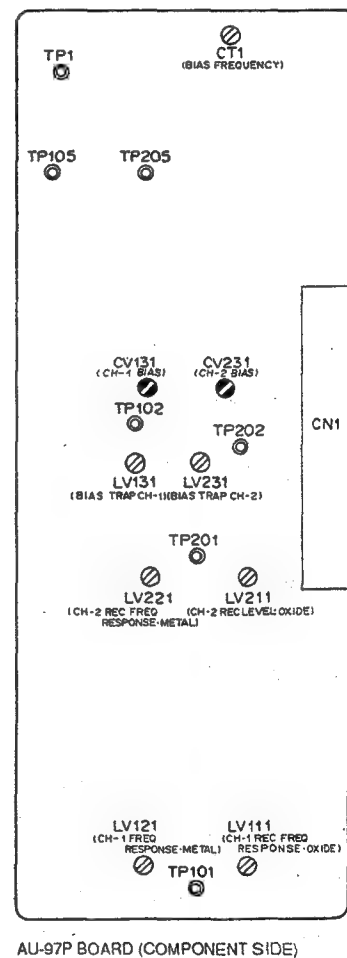 CT1
(BIAS FREQUENCY)
TP1
TP105 TP205
CV131 CV231
(CH-1 BIAS) (CH-2 BIAS)
TP102
TP202
CN1
LV131 LV231
(BIAS TRAP CH-1)(BIAS TRAP CH-2)
TP201
LV221 LV211
(CH-2 REC FREQ (CH-2 REC LEVEL·OXIDE)
RESPONSE·METAL)
LV121 LV111
(CH-1 FREQ (CH-1 REC FREQ
RESPONSE·METAL) RESPONSE·OXIDE)
TP101
AU-97P BOARD (COMPONENT SIDE)